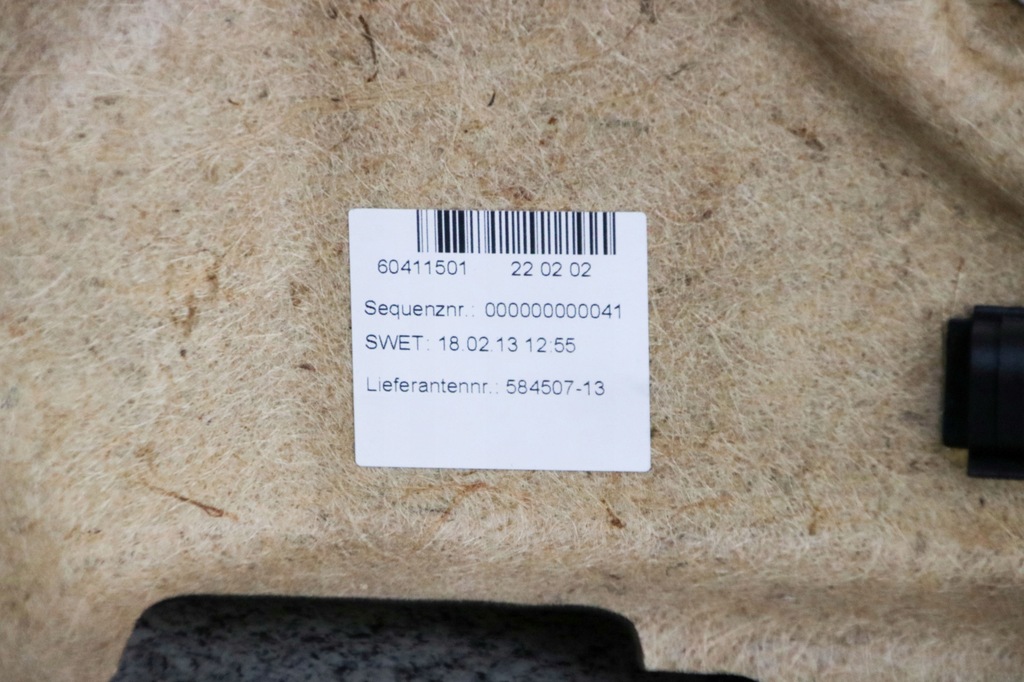 60411501 22 02 02
Sequenznr.: 000000000041
SWET: 18.02.13 12:55
Lieferantennr.: 584507-13